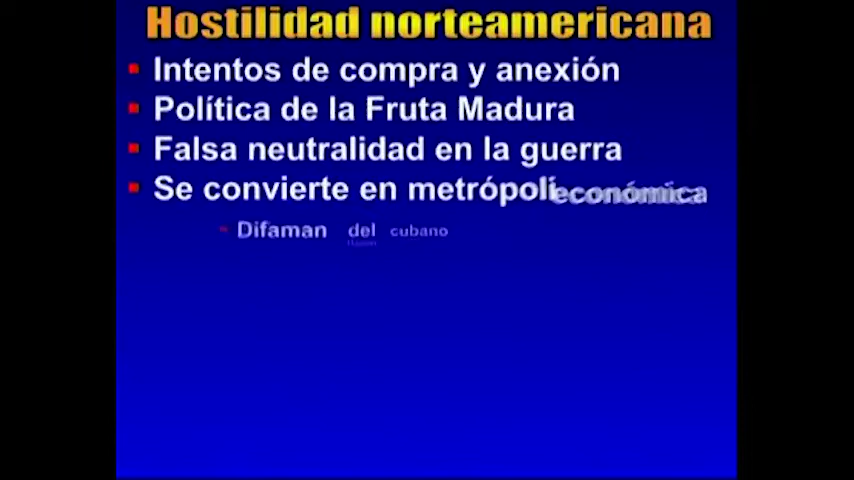 Hostilidad norteamericana
Intentos de compra y anexión
Política de la Fruta Madura
Falsa neutralidad en la guerra
Se convierte en metrópoli económica
Difaman del cubano